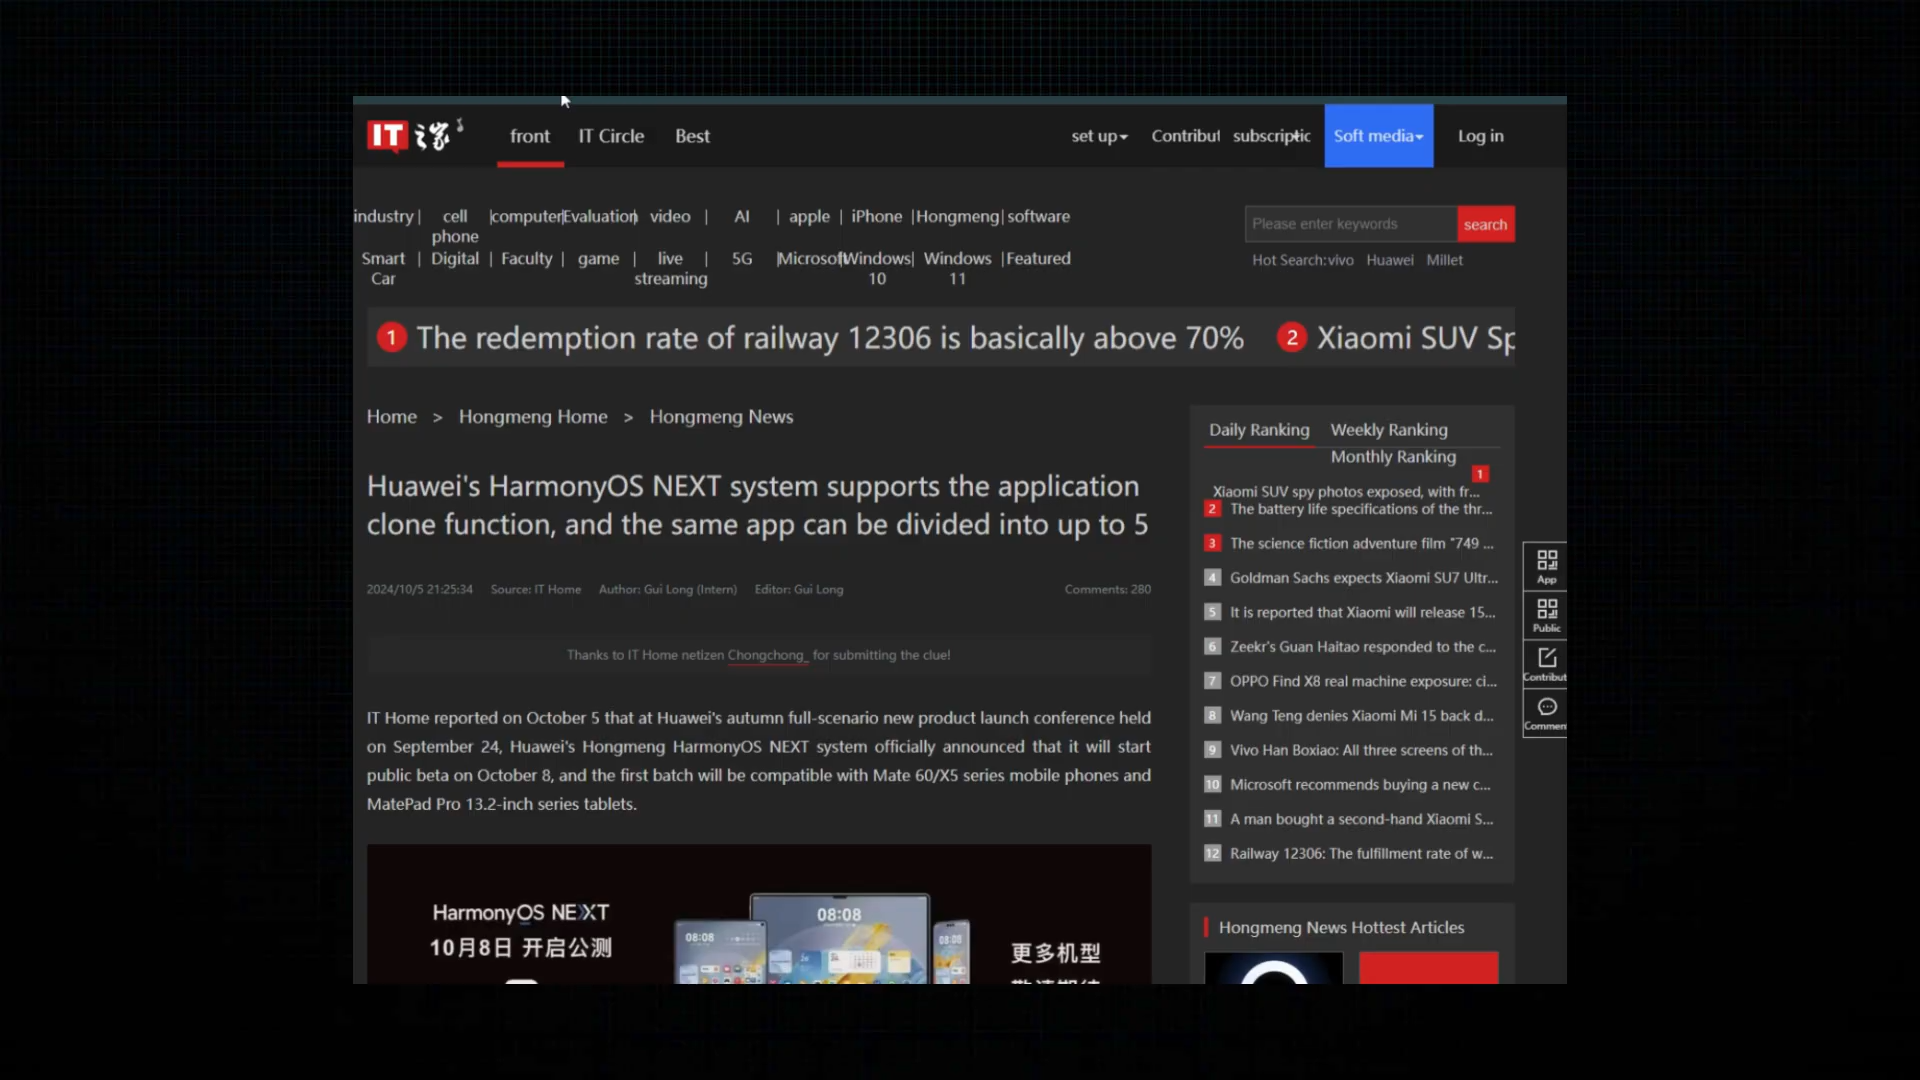 IT 之家
front IT Circle Best set up Contribut subscriptic Soft media Log in
industry | cell phone | computer | Evaluation | video | AI | apple | iPhone | Hongmeng | software
Smart Car | Digital | Faculty | game | live streaming | 5G | Microsoft Windows 10 | Windows 11 | Featured
Please enter keywords search
Hot Search: vivo Huawei Millet
1 The redemption rate of railway 12306 is basically above 70% 2 Xiaomi SUV Sp
Home > Hongmeng Home > Hongmeng News
Huawei's HarmonyOS NEXT system supports the application
clone function, and the same app can be divided into up to 5
2024/10/5 21:25:34 Source: IT Home Author: Gui Long (Intern) Editor: Gui Long Comments: 280
Thanks to IT Home netizen Chongchong_ for submitting the clue!
IT Home reported on October 5 that at Huawei's autumn full-scenario new product launch conference held
on September 24, Huawei's Hongmeng HarmonyOS NEXT system officially announced that it will start
public beta on October 8, and the first batch will be compatible with Mate 60/X5 series mobile phones and
MatePad Pro 13.2-inch series tablets.
HarmonyOS NEXT
10月8日 开启公测
08:08
08:08
08:08
更多机型
敬请期待
Daily Ranking Weekly Ranking
Monthly Ranking
1
Xiaomi SUV spy photos exposed, with fr...
2 The battery life specifications of the thr...
3 The science fiction adventure film "749 ...
4 Goldman Sachs expects Xiaomi SU7 Ultr...
5 It is reported that Xiaomi will release 15...
6 Zeekr's Guan Haitao responded to the c...
7 OPPO Find X8 real machine exposure: ci...
8 Wang Teng denies Xiaomi Mi 15 back d...
9 Vivo Han Boxiao: All three screens of th...
10 Microsoft recommends buying a new c...
11 A man bought a second-hand Xiaomi S...
12 Railway 12306: The fulfillment rate of w...
Hongmeng News Hottest Articles
App
Public
Contribut
Commen